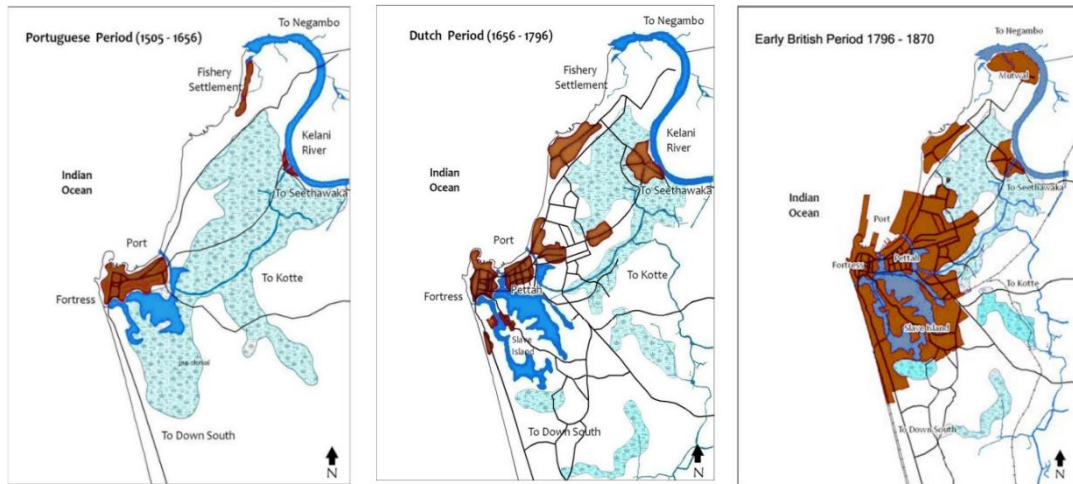 Portuguese Period (1505 - 1656)
To Negambo
Fishery
Settlement
Kelani
River
Indian
Ocean
To Seethawaka
Port
To Kotte
Fortress
To Down South
N
Dutch Period (1656 - 1796)
To Negambo
Fishery
Settlement
Kelani
River
Indian
Ocean
To Seethawaka
Port
To Kotte
Fortress
Pettah
Slave
Island
To Down South
N
Early British Period 1796 - 1870
To Negambo
Mutwal
Indian
Ocean
To Seethawaka
Port
Pettah
Fortress
To Kotte
Slave Island
To Down South
N